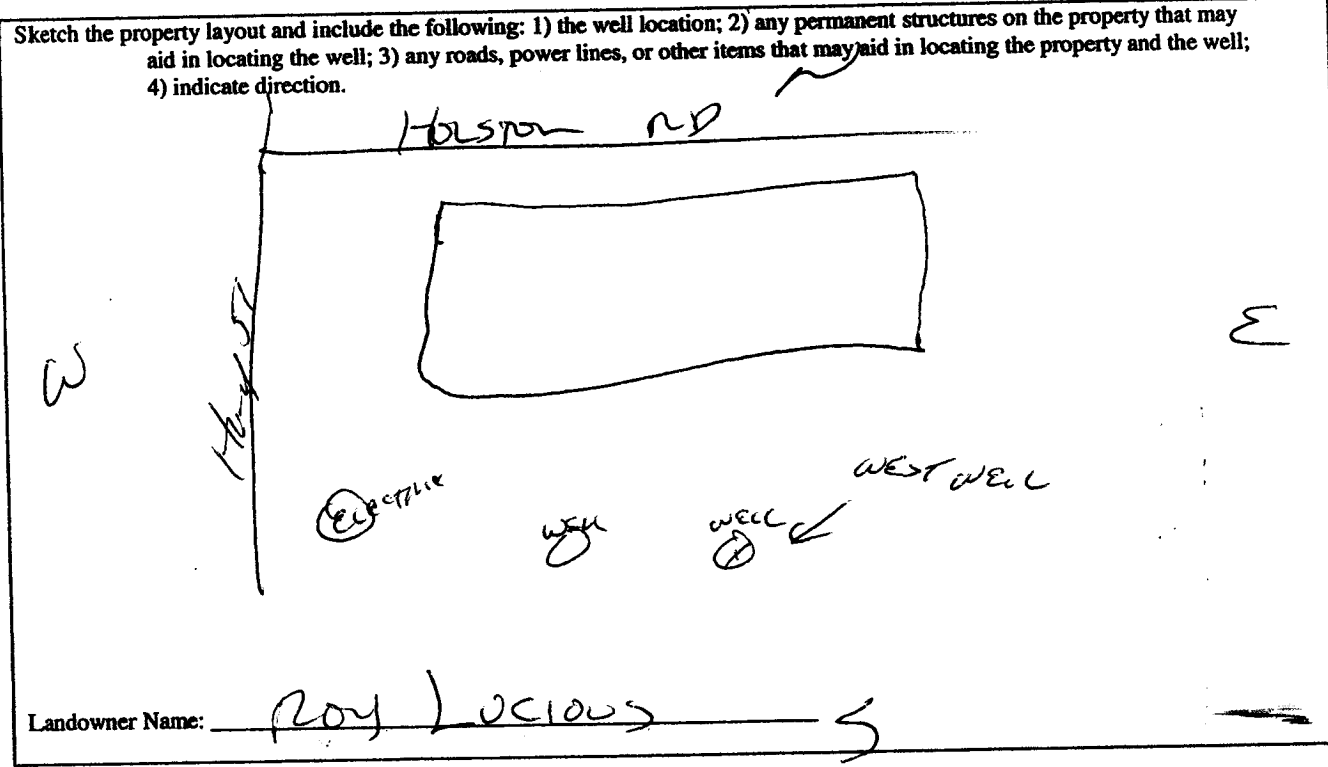 Sketch the property layout and include the following: 1) the well location; 2) any permanent structures on the property that may
aid in locating the well; 3) any roads, power lines, or other items that may aid in locating the property and the well;
4) indicate direction.
N
RD
W
Hwy 57
E
WEST WELL
Electric
WELL
WELL
Landowner Name: Roy Lucious
S